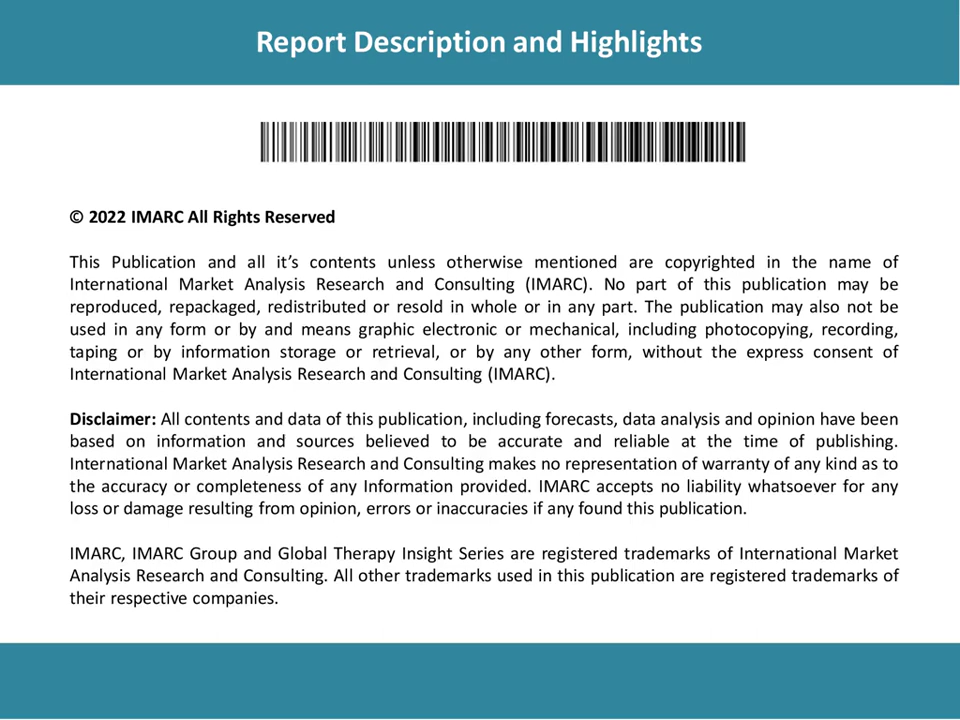 Report Description and Highlights
© 2022 IMARC All Rights Reserved
This Publication and all it’s contents unless otherwise mentioned are copyrighted in the name of
International Market Analysis Research and Consulting (IMARC). No part of this publication may be
reproduced, repackaged, redistributed or resold in whole or in any part. The publication may also not be
used in any form or by and means graphic electronic or mechanical, including photocopying, recording,
taping or by information storage or retrieval, or by any other form, without the express consent of
International Market Analysis Research and Consulting (IMARC).
Disclaimer: All contents and data of this publication, including forecasts, data analysis and opinion have been
based on information and sources believed to be accurate and reliable at the time of publishing.
International Market Analysis Research and Consulting makes no representation of warranty of any kind as to
the accuracy or completeness of any Information provided. IMARC accepts no liability whatsoever for any
loss or damage resulting from opinion, errors or inaccuracies if any found this publication.
IMARC, IMARC Group and Global Therapy Insight Series are registered trademarks of International Market
Analysis Research and Consulting. All other trademarks used in this publication are registered trademarks of
their respective companies.